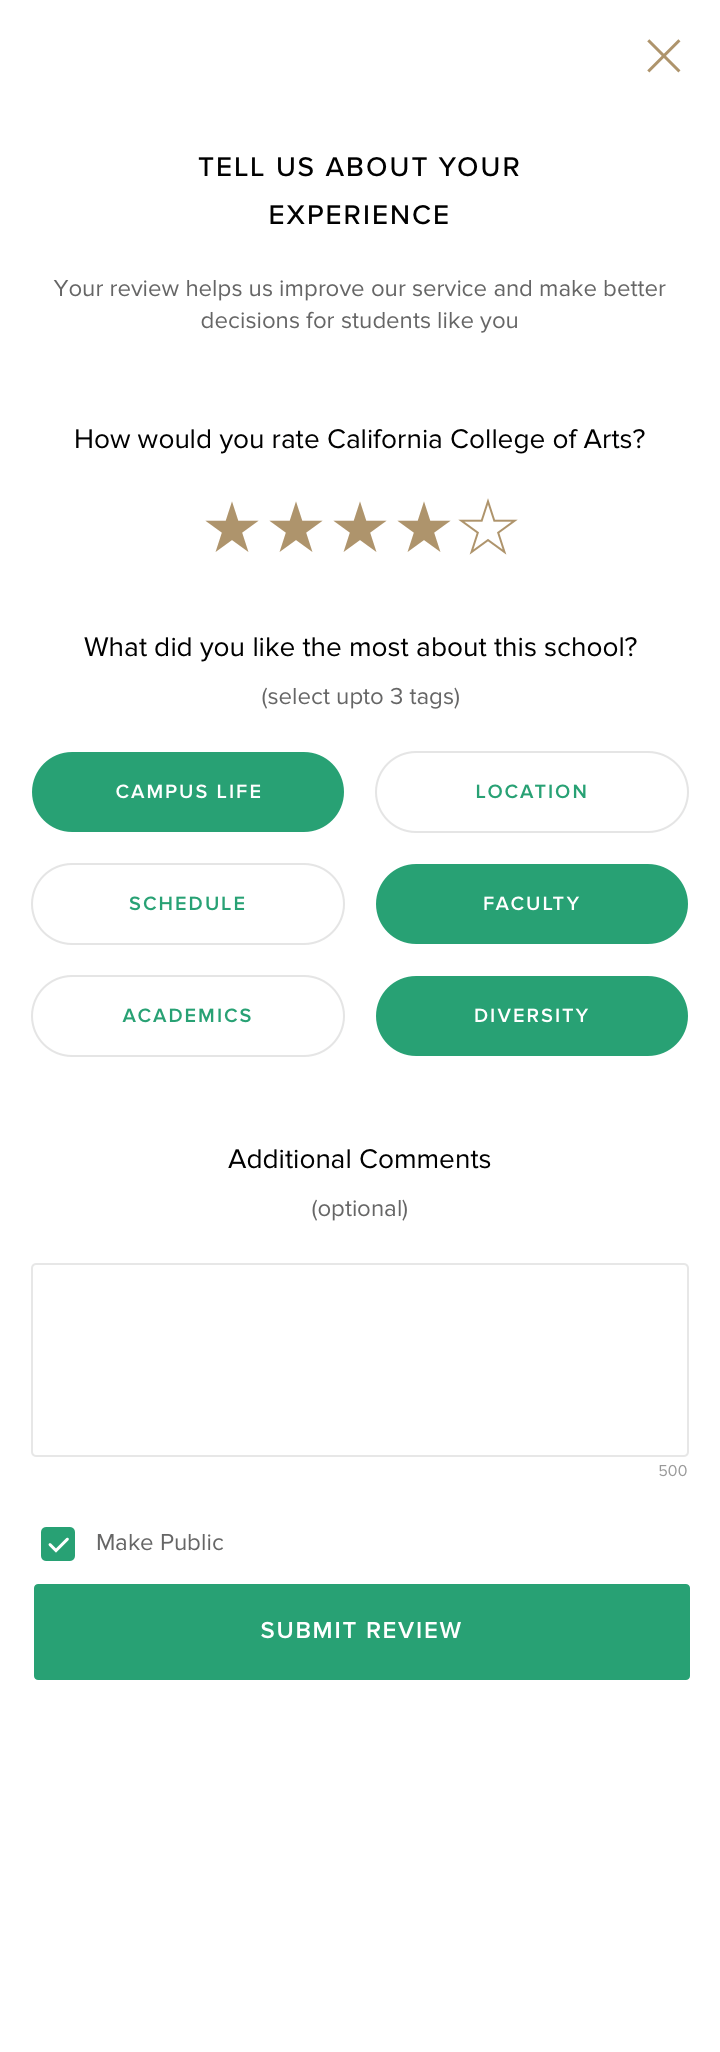 TELL US ABOUT YOUR
EXPERIENCE
Your review helps us improve our service and make better
decisions for students like you
How would you rate California College of Arts?
What did you like the most about this school?
(select upto 3 tags)
CAMPUS LIFE
LOCATION
SCHEDULE
FACULTY
ACADEMICS
DIVERSITY
Additional Comments
(optional)
500
Make Public
SUBMIT REVIEW